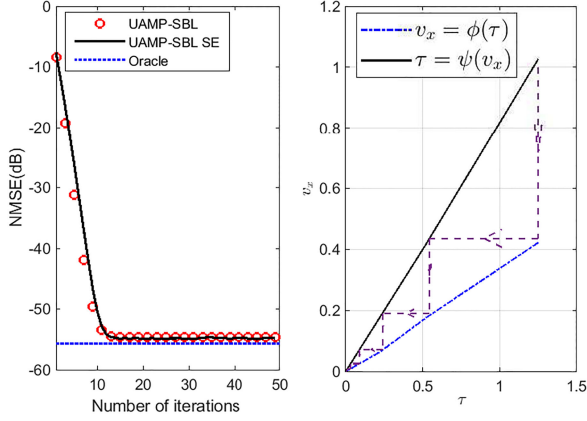 UAMP-SBL
UAMP-SBL SE
Oracle
0
-10
-20
-30
-40
-50
-60
NMSE(dB)
0
10
20
30
40
50
Number of iterations
v_x = ϕ(τ)
τ = ψ(v_x)
1.2
1
0.8
0.6
0.4
0.2
0
v_x
0
0.5
1
1.5
τ